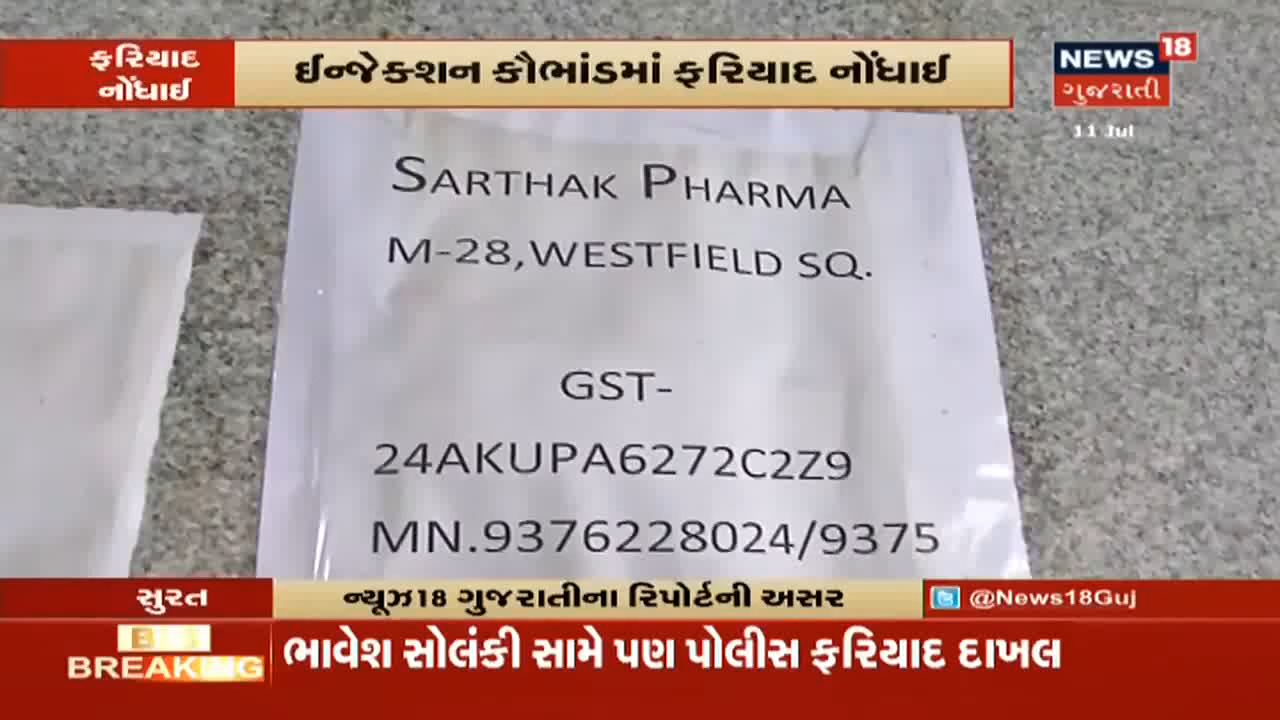 ફરિયાદ
નોંધાઈ
ઈન્જેક્શન કૌભાંડમાં ફરિયાદ નોંધાઈ
NEWS 18
ગુજરાતી
11 Jul
SARTHAK PHARMA
M-28,WESTFIELD SQ.
GST-
24AKUPA6272C2Z9
MN.9376228024/9375
સુરત
ન્યૂઝ18 ગુજરાતીના રિપોર્ટની અસર
@News18Guj
BREAKING
ભાવેશ સોલંકી સામે પણ પોલીસ ફરિયાદ દાખલ